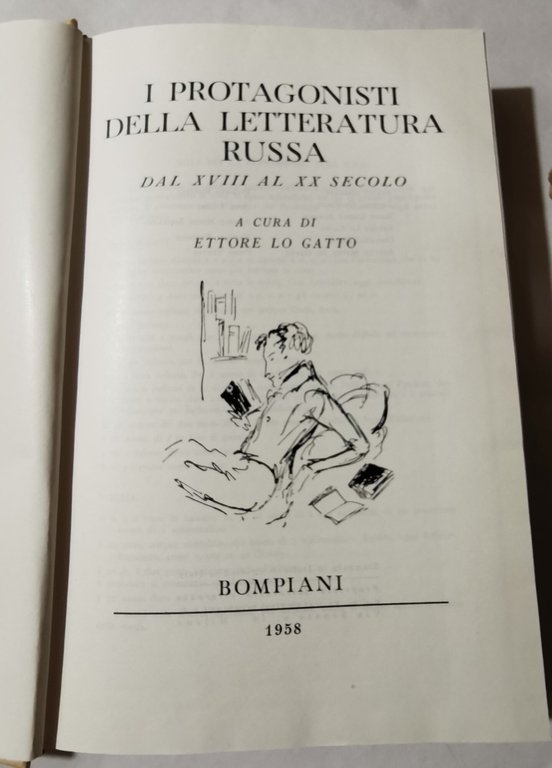 I PROTAGONISTI
DELLA LETTERATURA
RUSSA
DAL XVIII AL XX SECOLO
A CURA DI
ETTORE LO GATTO
BOMPIANI
1958